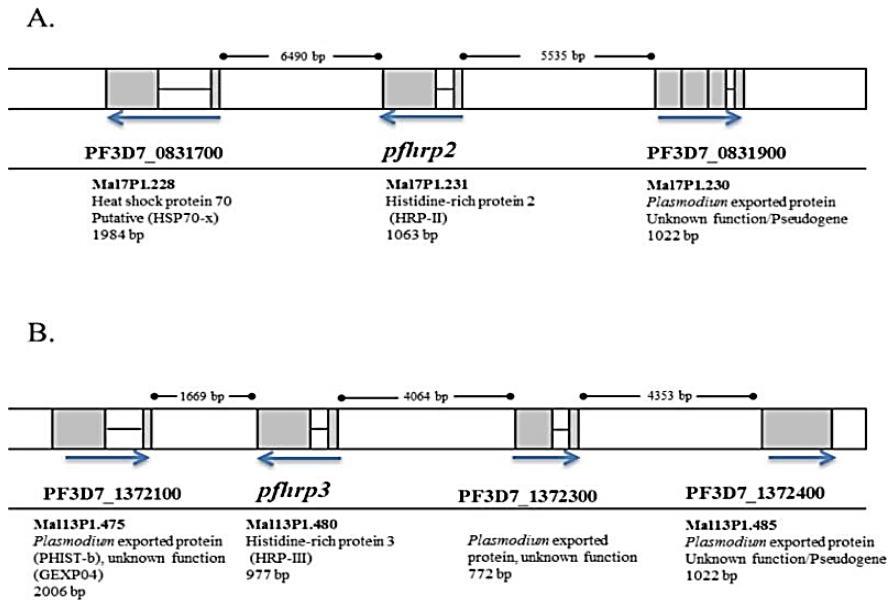 A.
6490 bp
5535 bp
PF3D7_0831700
pfhrp2
PF3D7_0831900
Mal7P1.228
Heat shock protein 70
Putative (HSP70-x)
1984 bp
Mal7P1.231
Histidine-rich protein 2
(HRP-II)
1063 bp
Mal7P1.230
Plasmodium exported protein
Unknown function/Pseudogene
1022 bp
B.
1669 bp
4064 bp
4353 bp
PF3D7_1372100
pfhrp3
PF3D7_1372300
PF3D7_1372400
Mal13P1.475
Plasmodium exported protein
(PHIST-b), unknown function
(GEXP04)
2006 bp
Mal13P1.480
Histidine-rich protein 3
(HRP-III)
977 bp
Plasmodium exported
protein, unknown function
772 bp
Mal13P1.485
Plasmodium exported protein
Unknown function/Pseudogene
1022 bp